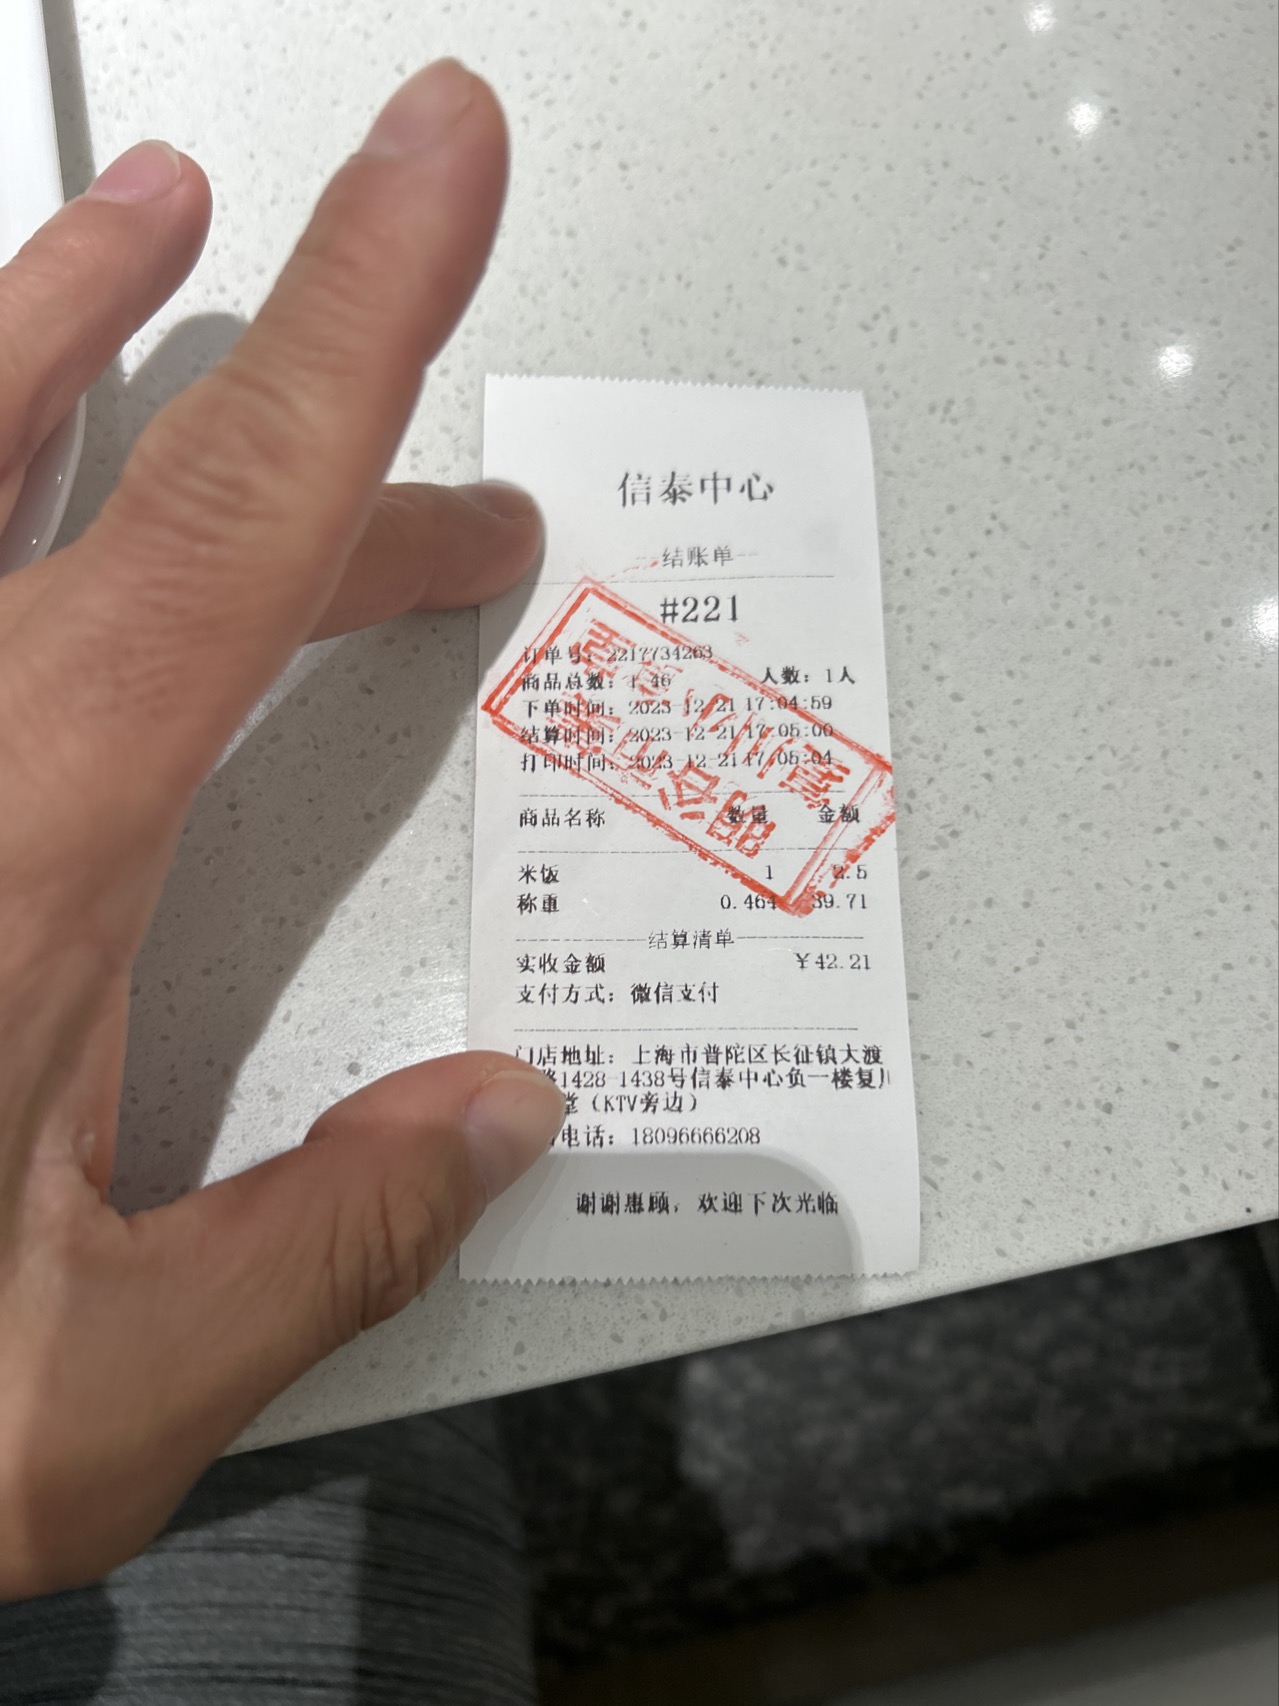 信泰中心
结账单
#221
订单号：2217734263
商品总数：1.46 人数：1人
下单时间：2023-12-21 17:04:59
结算时间：2023-12-21 17:05:00
打印时间：2023-12-21 17:05:04
商品名称 数量 金额
米饭 1 2.5
称重 0.464 39.71
结算清单
实收金额 ￥42.21
支付方式：微信支付
门店地址：上海市普陀区长征镇大渡
路1428-1438号信泰中心负一楼复川
堂（KTV旁边）
电话：18096666208
谢谢惠顾，欢迎下次光临